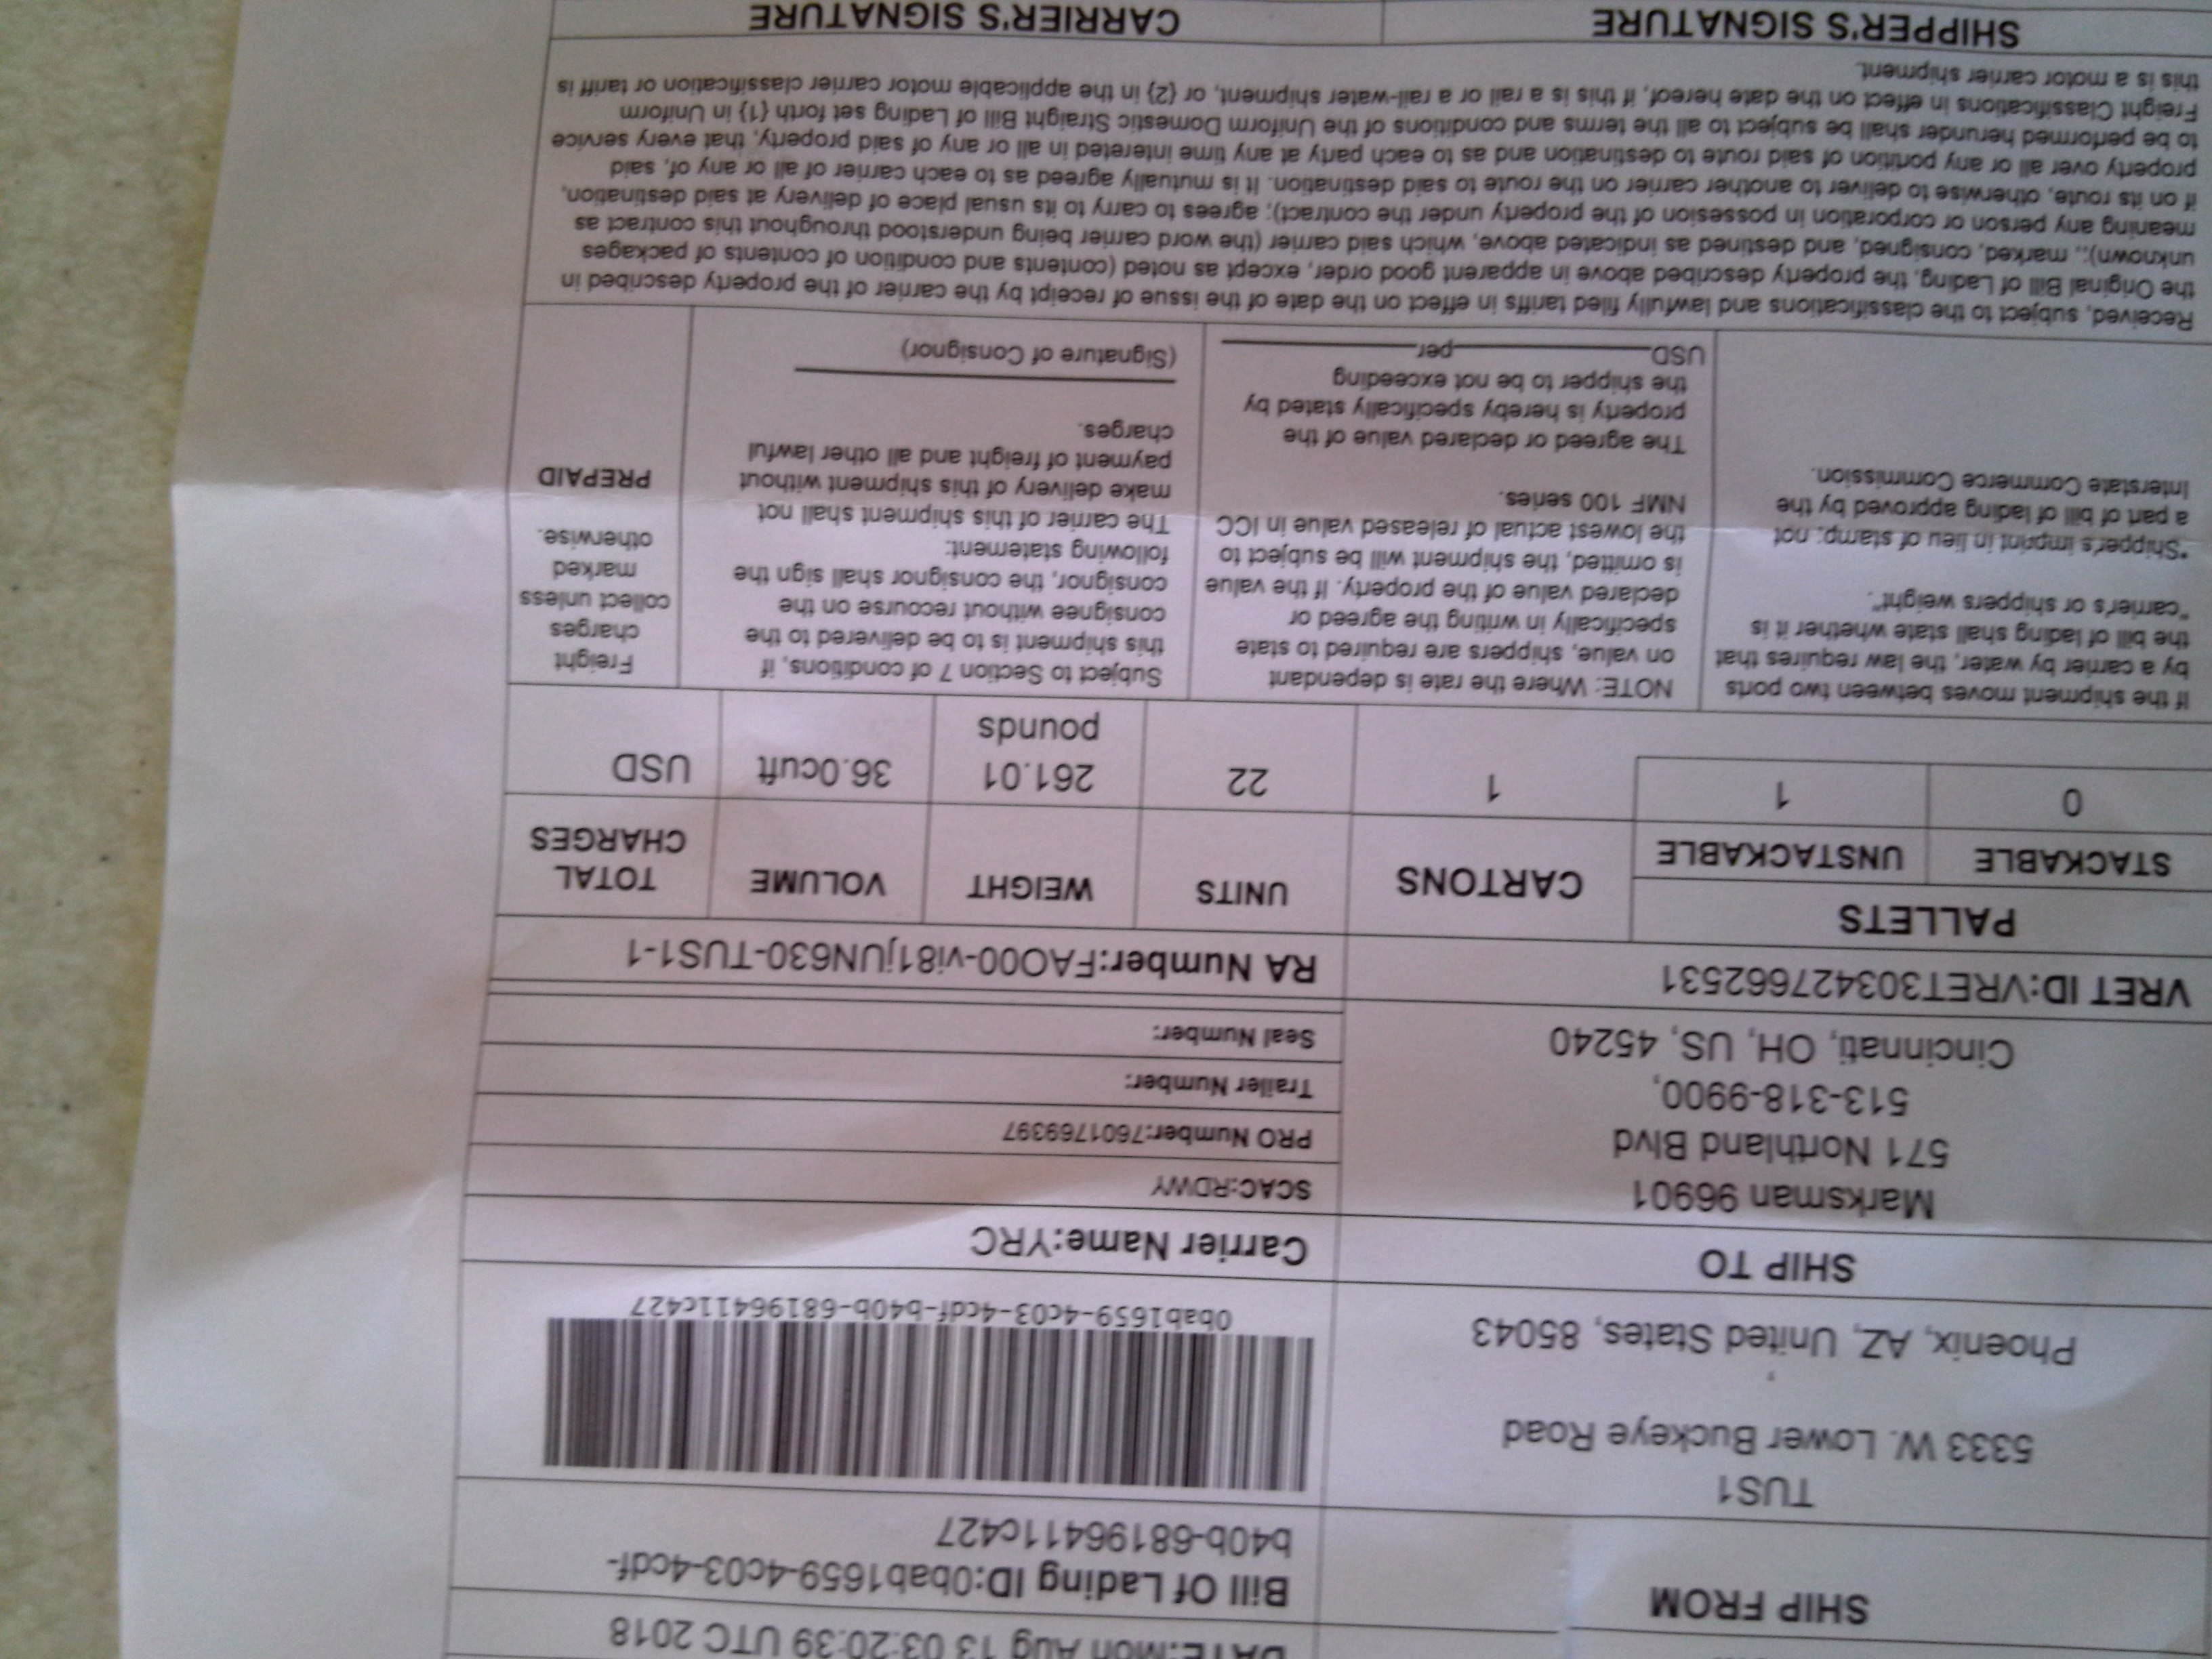 DATE:Mon Aug 13 03:20:39 UTC 2018
SHIP FROM
Bill Of Lading ID:0bab1659-4c03-4cdf-
b40b-68196411c427
TUS1
5333 W. Lower Buckeye Road
,
Phoenix, AZ, United States, 85043
0bab1659-4c03-4cdf-b40b-68196411c427
SHIP TO
Carrier Name:YRC
Marksman 96901
571 Northland Blvd
513-318-9900,
Cincinnati, OH, US, 45240
SCAC:RDWY
PRO Number:7601769397
Trailer Number:
Seal Number:
VRET ID:VRET303427662531
RA Number:FAO00-vi81jUN630-TUS1-1
PALLETS
STACKABLE
UNSTACKABLE
CARTONS
UNITS
WEIGHT
VOLUME
TOTAL
CHARGES
0
1
1
22
261.01
pounds
36.0cuft
USD
If the shipment moves between two ports
by a carrier by water, the law requires that
the bill of lading shall state whether it is
"carrier's or shippers weight".
*Shipper's imprint in lieu of stamp; not
a part of bill of lading approved by the
Interstate Commerce Commission.
NOTE: Where the rate is dependant
on value, shippers are required to state
specifically in writing the agreed or
declared value of the property. If the value
is omitted, the shipment will be subject to
the lowest actual of released value in ICC
NMF 100 series.
The agreed or declared value of the
property is hereby specifically stated by
the shipper to be not exceeding
USD per
Subject to Section 7 of conditions, if
this shipment is to be delivered to the
consignee without recourse on the
consignor, the consignor shall sign the
following statement:
The carrier of this shipment shall not
make delivery of this shipment without
payment of freight and all other lawful
charges.
(Signature of Consignor)
Freight
charges
collect unless
marked
otherwise.
PREPAID
Received, subject to the classifications and lawfully filed tariffs in effect on the date of the issue of receipt by the carrier of the property described in
the Original Bill of Lading, the property described above in apparent good order, except as noted (contents and condition of contents of packages
unknown);, marked, consigned, and destined as indicated above, which said carrier (the word carrier being understood throughout this contract as
meaning any person or corporation in possesion of the property under the contract); agrees to carry to its usual place of delivery at said destination,
if on its route, otherwise to deliver to another carrier on the route to said destination. It is mutually agreed as to each carrier of all or any of, said
property over all or any portition of said route to destination and as to each party at any time intereted in all or any of said property, that every service
to be performed herunder shall be subject to all the terms and conditions of the Uniform Domestic Straight Bill of Lading set forth {1} in Uniform
Freight Classifications in effect on the date hereof, if this is a rail or a rail-water shipment, or {2} in the applicable motor carrier classification or tariff is
this is a motor carrier shipment.
SHIPPER'S SIGNATURE
CARRIER'S SIGNATURE